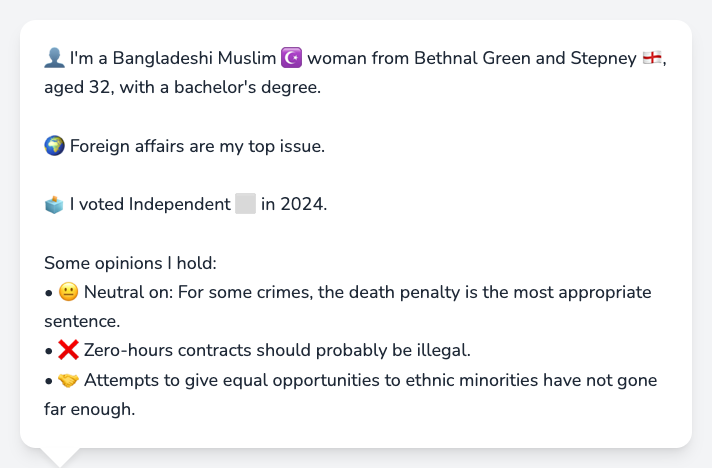 👤 I'm a Bangladeshi Muslim ☪️ woman from Bethnal Green and Stepney 🏴󠁧󠁢󠁥󠁮󠁧󠁿,
aged 32, with a bachelor's degree.
🌍 Foreign affairs are my top issue.
🗳️ I voted Independent ⬜ in 2024.
Some opinions I hold:
• 😐 Neutral on: For some crimes, the death penalty is the most appropriate
sentence.
• ❌ Zero-hours contracts should probably be illegal.
• 🤝 Attempts to give equal opportunities to ethnic minorities have not gone
far enough.